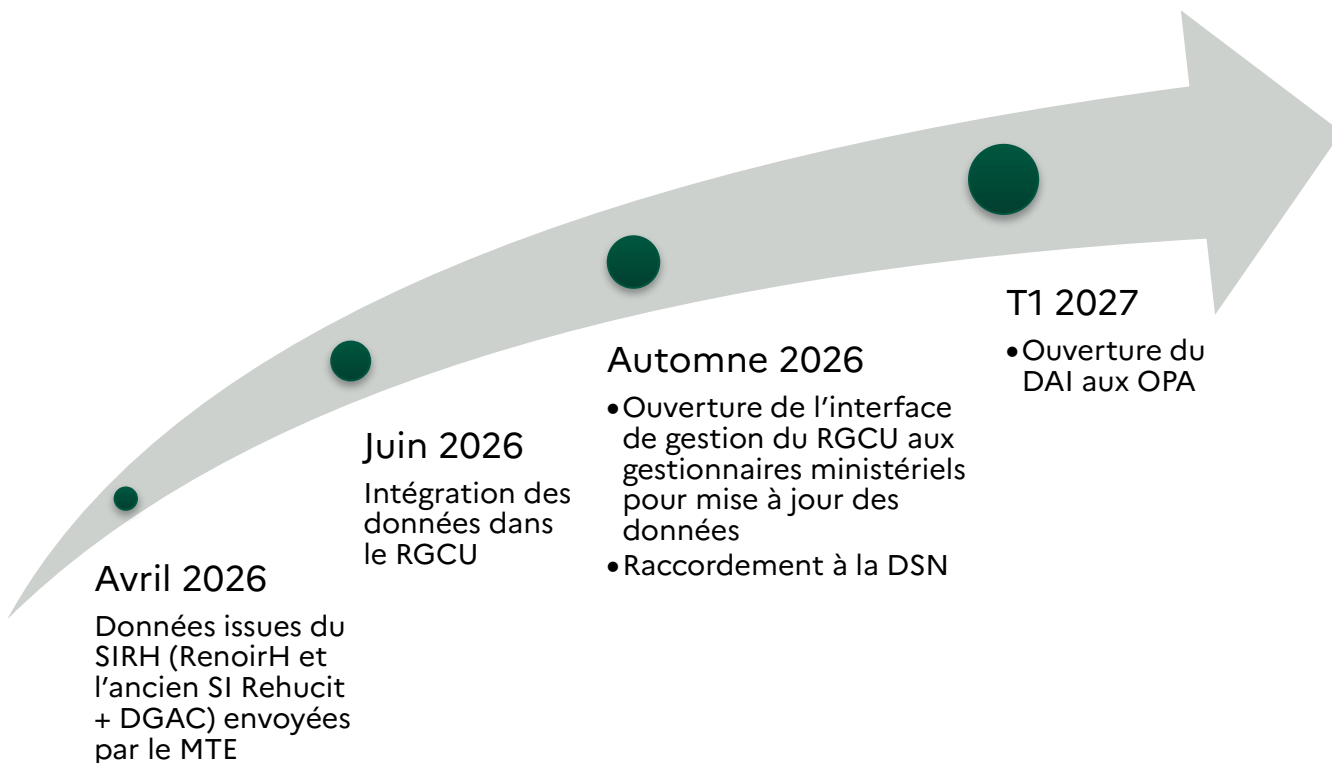 Avril 2026
Données issues du
SIRH (RenoirH et
l'ancien SI Rehucit
+ DGAC) envoyées
par le MTE
Juin 2026
Intégration des
données dans
le RGCU
Automne 2026
•Ouverture de l'interface
de gestion du RGCU aux
gestionnaires ministériels
pour mise à jour des
données
•Raccordement à la DSN
T1 2027
•Ouverture du
DAI aux OPA